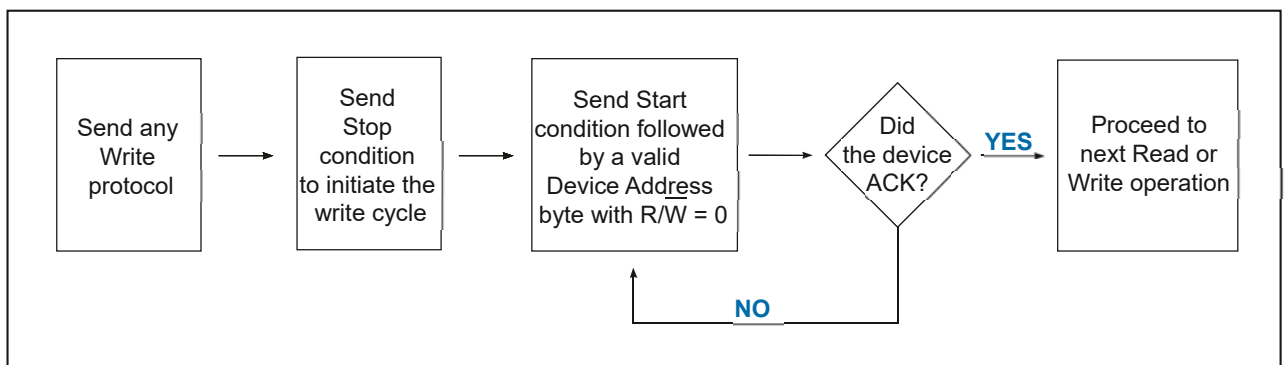 Send any
Write
protocol
Send
Stop
condition
to initiate the
write cycle
Send Start
condition followed
by a valid
Device Address
byte with R/W̅ = 0
Did
the device
ACK?
YES
NO
Proceed to
next Read or
Write operation